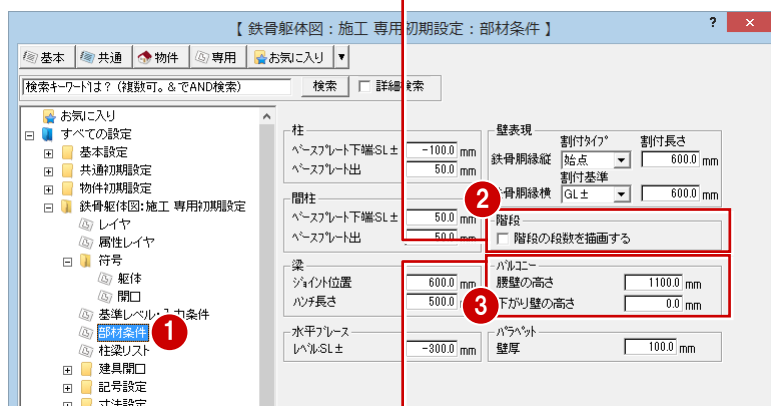 【 鉄骨躯体図：施工 専用初期設定：部材条件 】
? ×
基本 共通 物件 専用 お気に入り ▼
検索キーワードは？（複数可。＆でAND検索） 検索 詳細検索
お気に入り
すべての設定
基本設定
共通初期設定
物件初期設定
鉄骨躯体図:施工 専用初期設定
レイヤ
属性レイヤ
符号
躯体
開口
基準レベル・入力条件
部材条件
1
柱梁リスト
建具開口
記号設定
寸法設定
柱
ベースプレート下端SL± -100.0 mm
ベースプレート出 50.0 mm
間柱
ベースプレート下端SL± 50.0 mm
ベースプレート出 50.0 mm
梁
ジョイント位置 600.0 mm
ハンチ長さ 500.0
水平ブレース
レベルSL± -300.0 mm
壁表現
割付タイプ 割付長さ
鉄骨胴縁縦 始点 600.0 mm
割付基準
骨胴縁横 GL± 600.0 mm
2
階段
階段の段数を描画する
バルコニー
腰壁の高さ 1100.0 mm
3
下がり壁の高さ 0.0 mm
パラペット
壁厚 100.0 mm